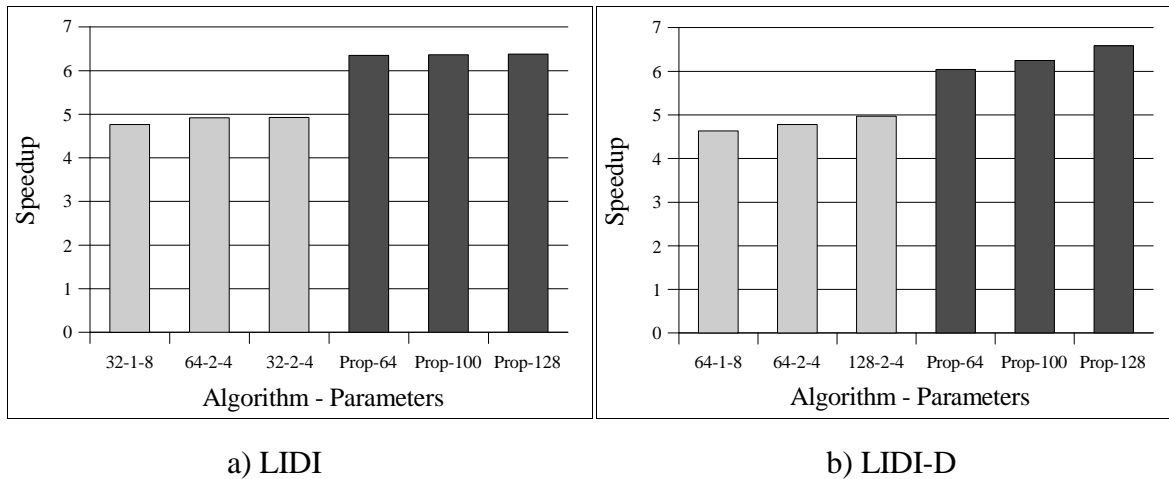 7
6
5
4
3
2
1
0
Speedup
32-1-8 64-2-4 32-2-4 Prop-64 Prop-100 Prop-128
Algorithm - Parameters
a) LIDI
7
6
5
4
3
2
1
0
Speedup
64-1-8 64-2-4 128-2-4 Prop-64 Prop-100 Prop-128
Algorithm - Parameters
b) LIDI-D